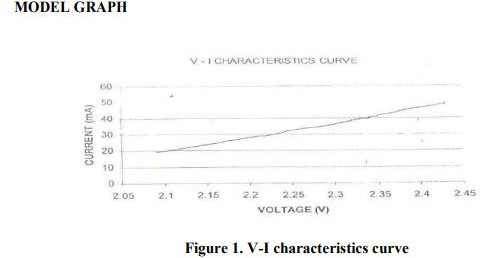 MODEL GRAPH
V - I CHARACTERISTICS CURVE
60
50
40
30
20
10
0
CURRENT (mA)
2.05 2.1 2.15 2.2 2.25 2.3 2.35 2.4 2.45
VOLTAGE (V)
Figure 1. V-I characteristics curve